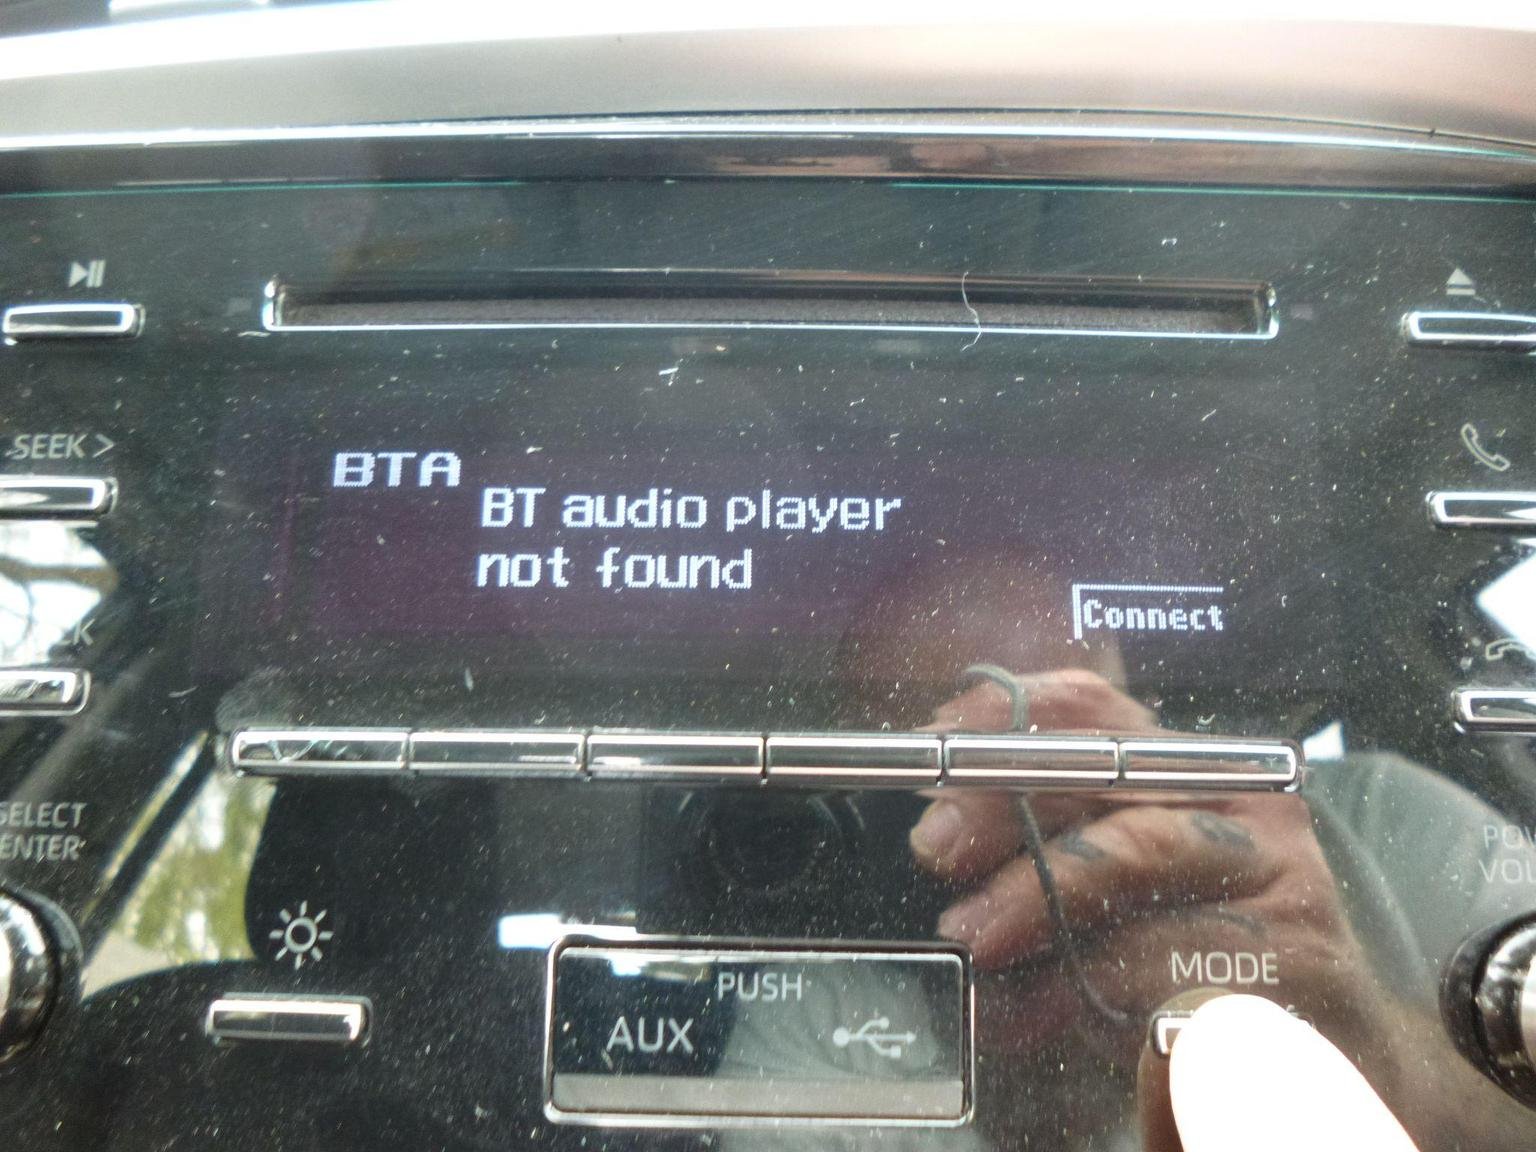 SEEK >
BTA
BT audio player
not found
Connect
SELECT
ENTER
PUSH
AUX
MODE